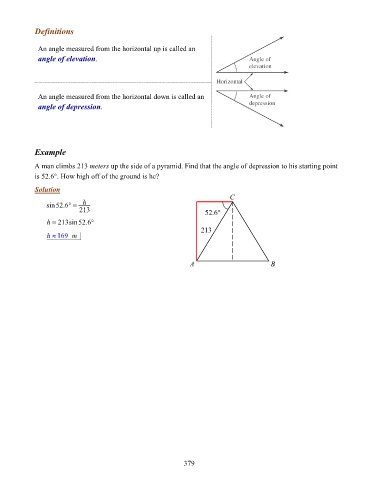 Definitions
An angle measured from the horizontal up is called an
angle of elevation.
Angle of
elevation
Horizontal
An angle measured from the horizontal down is called an
angle of depression.
Angle of
depression
Example
A man climbs 213 meters up the side of a pyramid. Find that the angle of depression to his starting point
is 52.6°. How high off of the ground is he?
Solution
sin 52.6° = h/213
h = 213 sin 52.6°
h ≈ 169 m
C
52.6°
213
A B
379